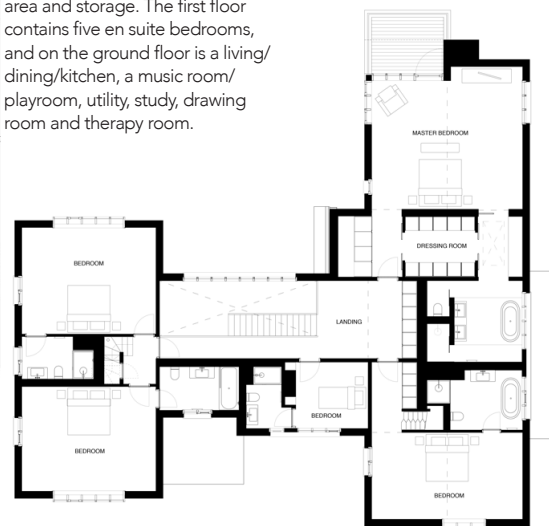 area and storage. The first floor
contains five en suite bedrooms,
and on the ground floor is a living/
dining/kitchen, a music room/
playroom, utility, study, drawing
room and therapy room.
MASTER BEDROOM
DRESSING ROOM
BEDROOM
LANDING
BEDROOM
BEDROOM
BEDROOM